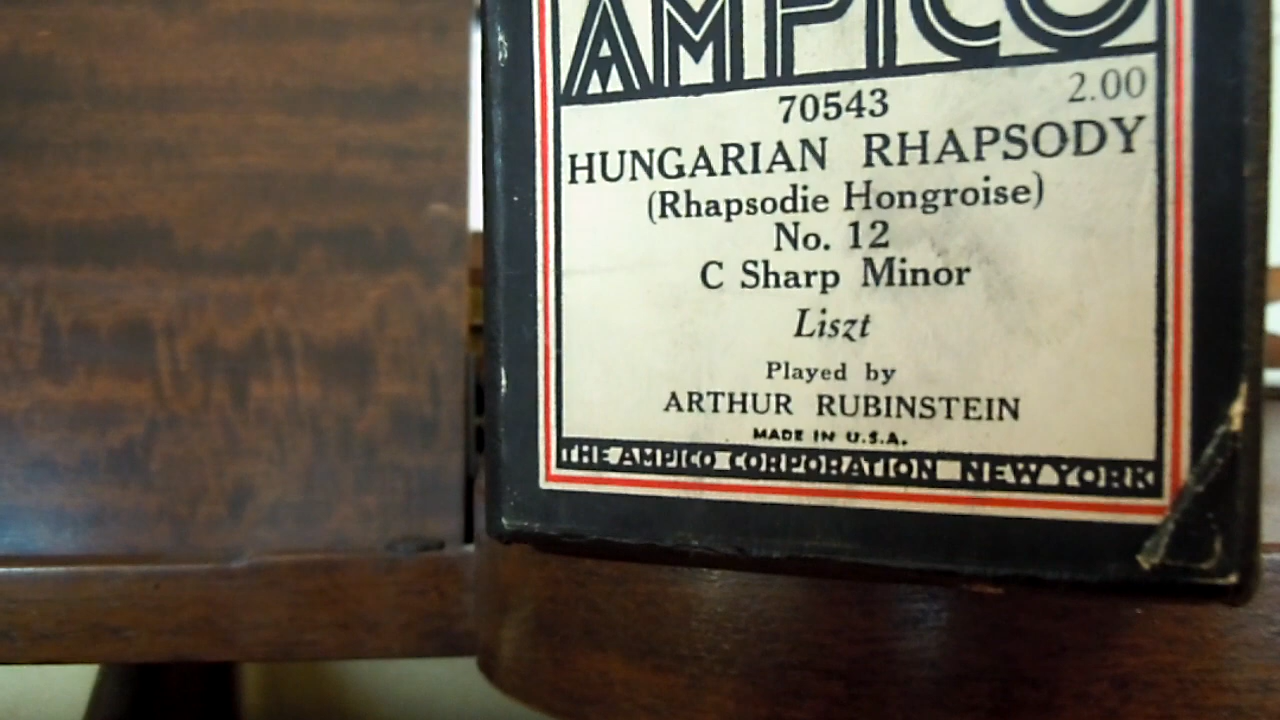 AMPICO
70543 2.00
HUNGARIAN RHAPSODY
(Rhapsodie Hongroise)
No. 12
C Sharp Minor
Liszt
Played by
ARTHUR RUBINSTEIN
MADE IN U.S.A.
THE AMPICO CORPORATION NEW YORK